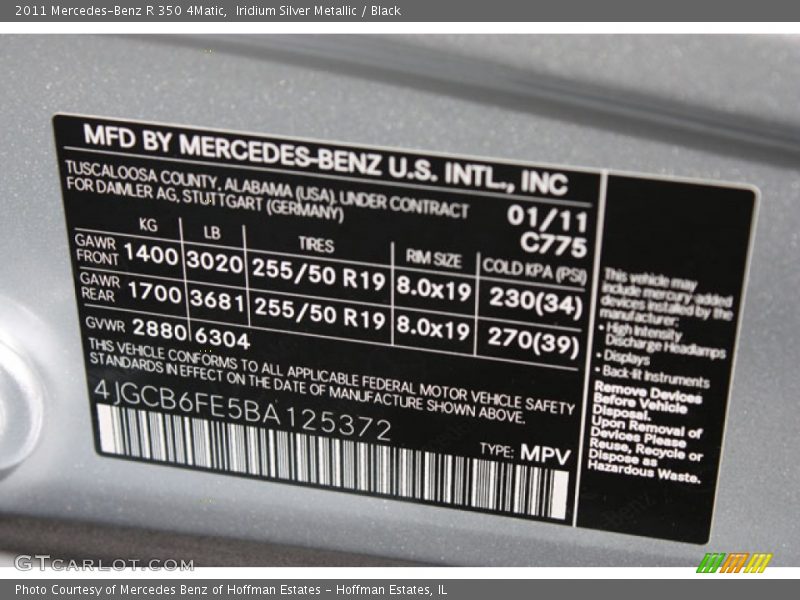 2011 Mercedes-Benz R 350 4Matic,  Iridium Silver Metallic / Black
MFD BY MERCEDES-BENZ U.S. INTL., INC
TUSCALOOSA COUNTY, ALABAMA (USA), UNDER CONTRACT
FOR DAIMLER AG, STUTTGART (GERMANY)
01/11
C775
KG LB TIRES RIM SIZE COLD KPA (PSI)
GAWR FRONT 1400 3020 255/50 R19 8.0x19 230(34)
GAWR REAR 1700 3681 255/50 R19 8.0x19 270(39)
GVWR 2880 6304
THIS VEHICLE CONFORMS TO ALL APPLICABLE FEDERAL MOTOR VEHICLE SAFETY
STANDARDS IN EFFECT ON THE DATE OF MANUFACTURE SHOWN ABOVE.
4JGCB6FE5BA125372
TYPE: MPV
This vehicle may
include mercury-added
devices installed by the
manufacturer:
• High Intensity
Discharge Headlamps
• Displays
• Back-lit Instruments
Remove Devices
Before Vehicle
Disposal.
Upon Removal of
Devices Please
Reuse, Recycle or
Dispose as
Hazardous Waste.
GTCARLOT.COM
Photo Courtesy of Mercedes Benz of Hoffman Estates - Hoffman Estates, IL